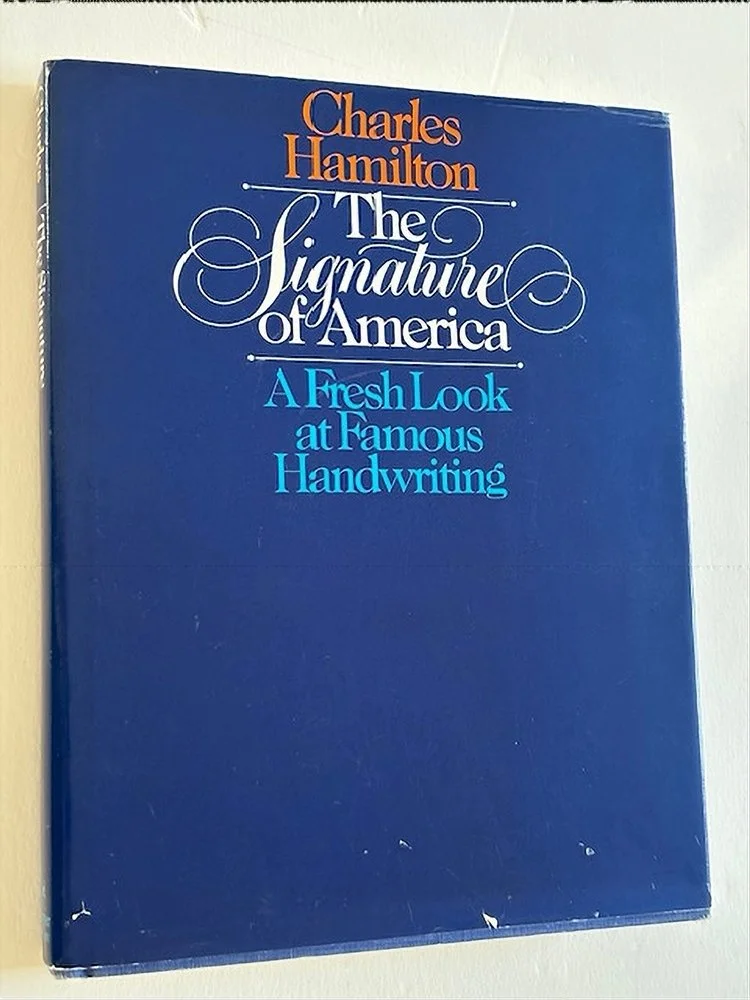 Charles
Hamilton
The
Signature
of America
A Fresh Look
at Famous
Handwriting